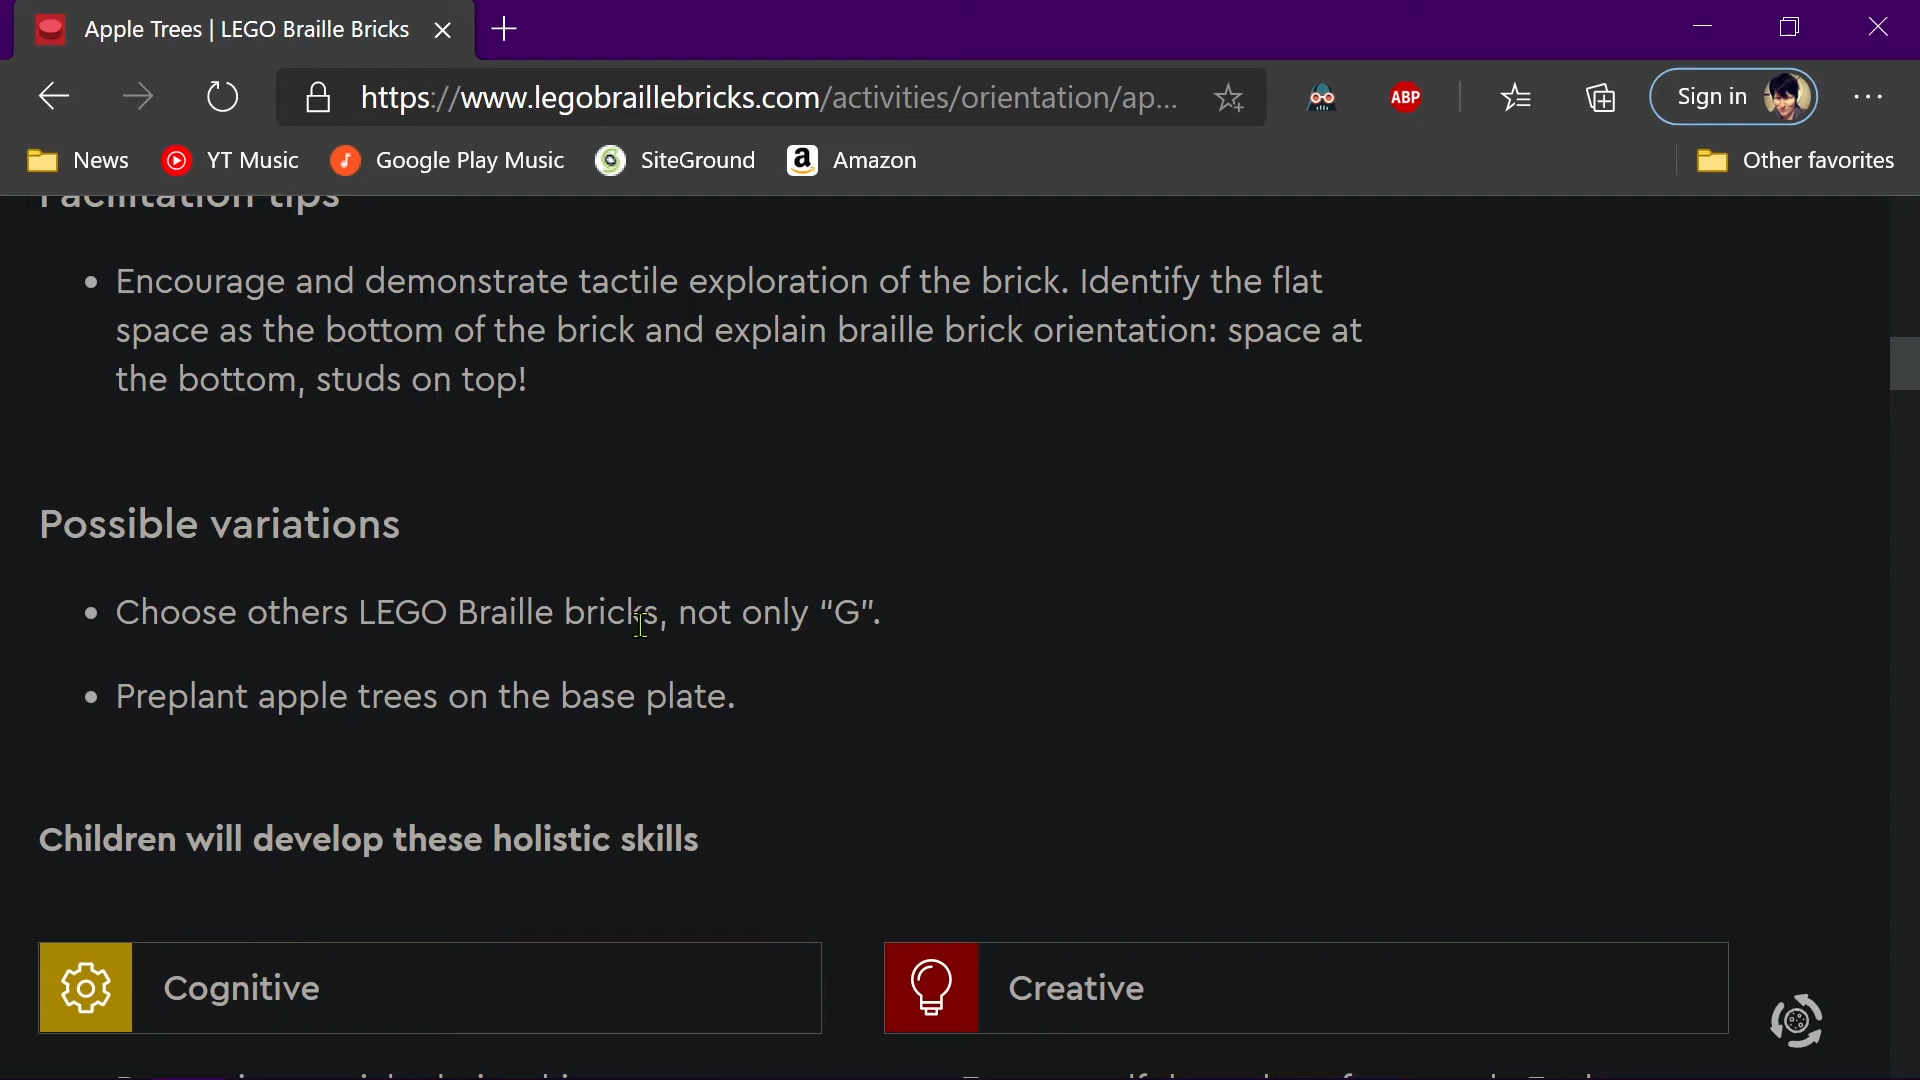 Apple Trees | LEGO Braille Bricks
https://www.legobraillebricks.com/activities/orientation/ap...
ABP
Sign in
News
YT Music
Google Play Music
SiteGround
a
Amazon
Other favorites
Facilitation tips
• Encourage and demonstrate tactile exploration of the brick. Identify the flat
space as the bottom of the brick and explain braille brick orientation: space at
the bottom, studs on top!
Possible variations
• Choose others LEGO Braille bricks, not only “G”.
• Preplant apple trees on the base plate.
Children will develop these holistic skills
Cognitive
Creative